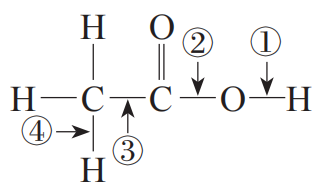 H O ② ①
H C C O H
④ ③
H